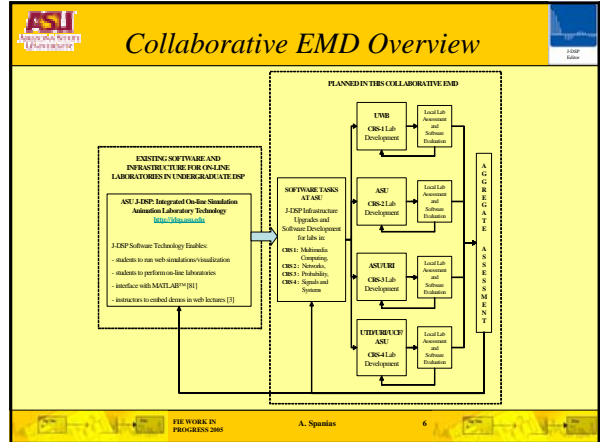 ASU
ARIZONA STATE
UNIVERSITY
Collaborative EMD Overview
J-DSP
Editor
PLANNED IN THIS COLLABORATIVE EMD
EXISTING SOFTWARE AND
INFRASTRUCTURE FOR ON-LINE
LABORATORIES IN UNDERGRADUATE DSP
ASU J-DSP: Integrated On-line Simulation
Animation Laboratory Technology
http://jdsp.asu.edu
J-DSP Software Technology Enables:
- students to run web simulations/visualization
- students to perform on-line laboratories
- interface with MATLAB™ [81]
- instructors to embed demos in web lectures [3]
SOFTWARE TASKS
AT ASU
J-DSP Infrastructure
Upgrades and
Software Development
for labs in:
CRS 1: Multimedia
Computing,
CRS 2 : Networks,
CRS 3 : Probability,
CRS 4 : Signals and
Systems
UWB
CRS-1 Lab
Development
Local Lab
Assessment
and
Software
Evaluation
ASU
CRS-2 Lab
Development
Local Lab
Assessment
and
Software
Evaluation
ASU/URI
CRS-3 Lab
Development
Local Lab
Assessment
and
Software
Evaluation
UTD/URI/UCF/
ASU
CRS-4 Lab
Development
Local Lab
Assessment
and
Software
Evaluation
AGGREGATE ASSESSMENT
FIE WORK IN
PROGRESS 2005
A. Spanias
6